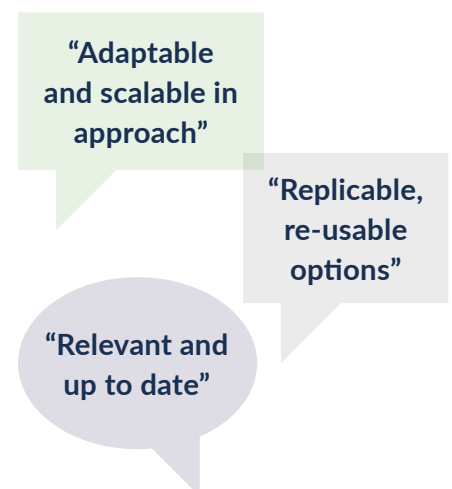 “Adaptable
and scalable in
approach”
“Replicable,
re-usable
options”
“Relevant and
up to date”